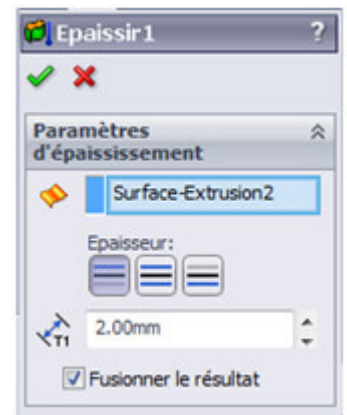 Epaissir1 ?
Paramètres
d'épaississement
Surface-Extrusion2
Epaisseur:
T1 2.00mm
Fusionner le résultat